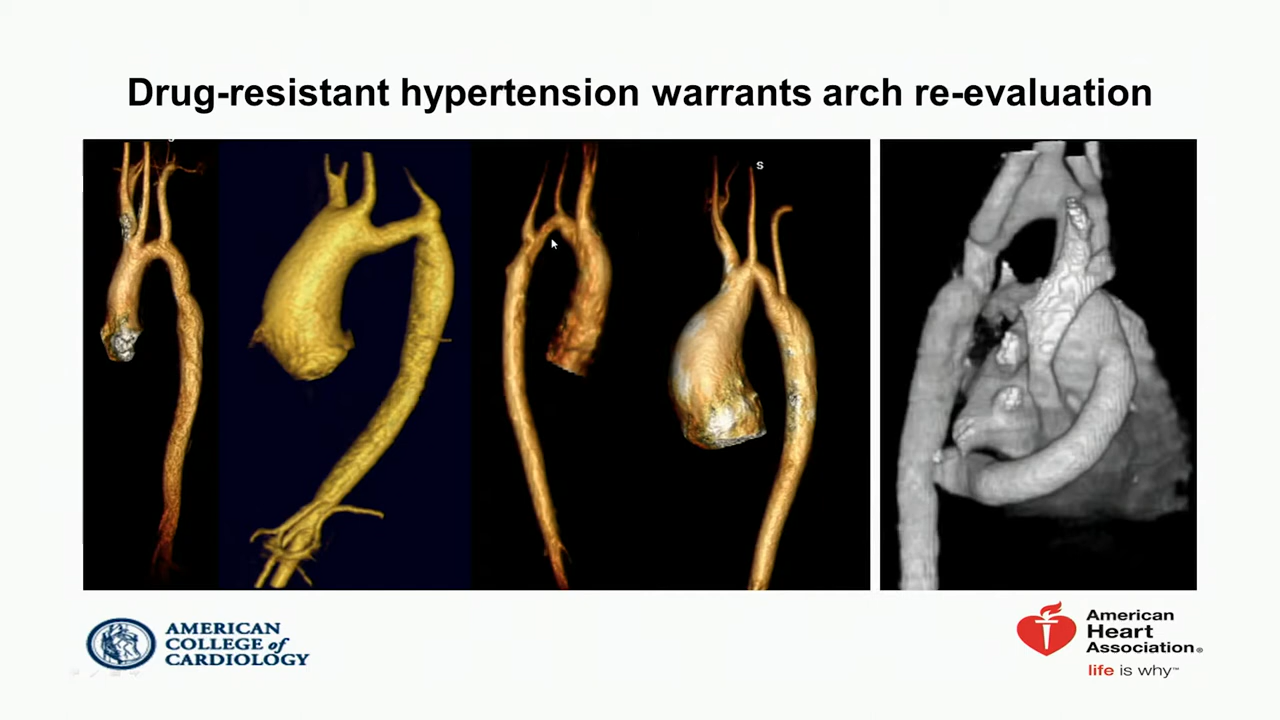 Drug-resistant hypertension warrants arch re-evaluation
S
AMERICAN
COLLEGE of
CARDIOLOGY
American
Heart
Association®
life is why™